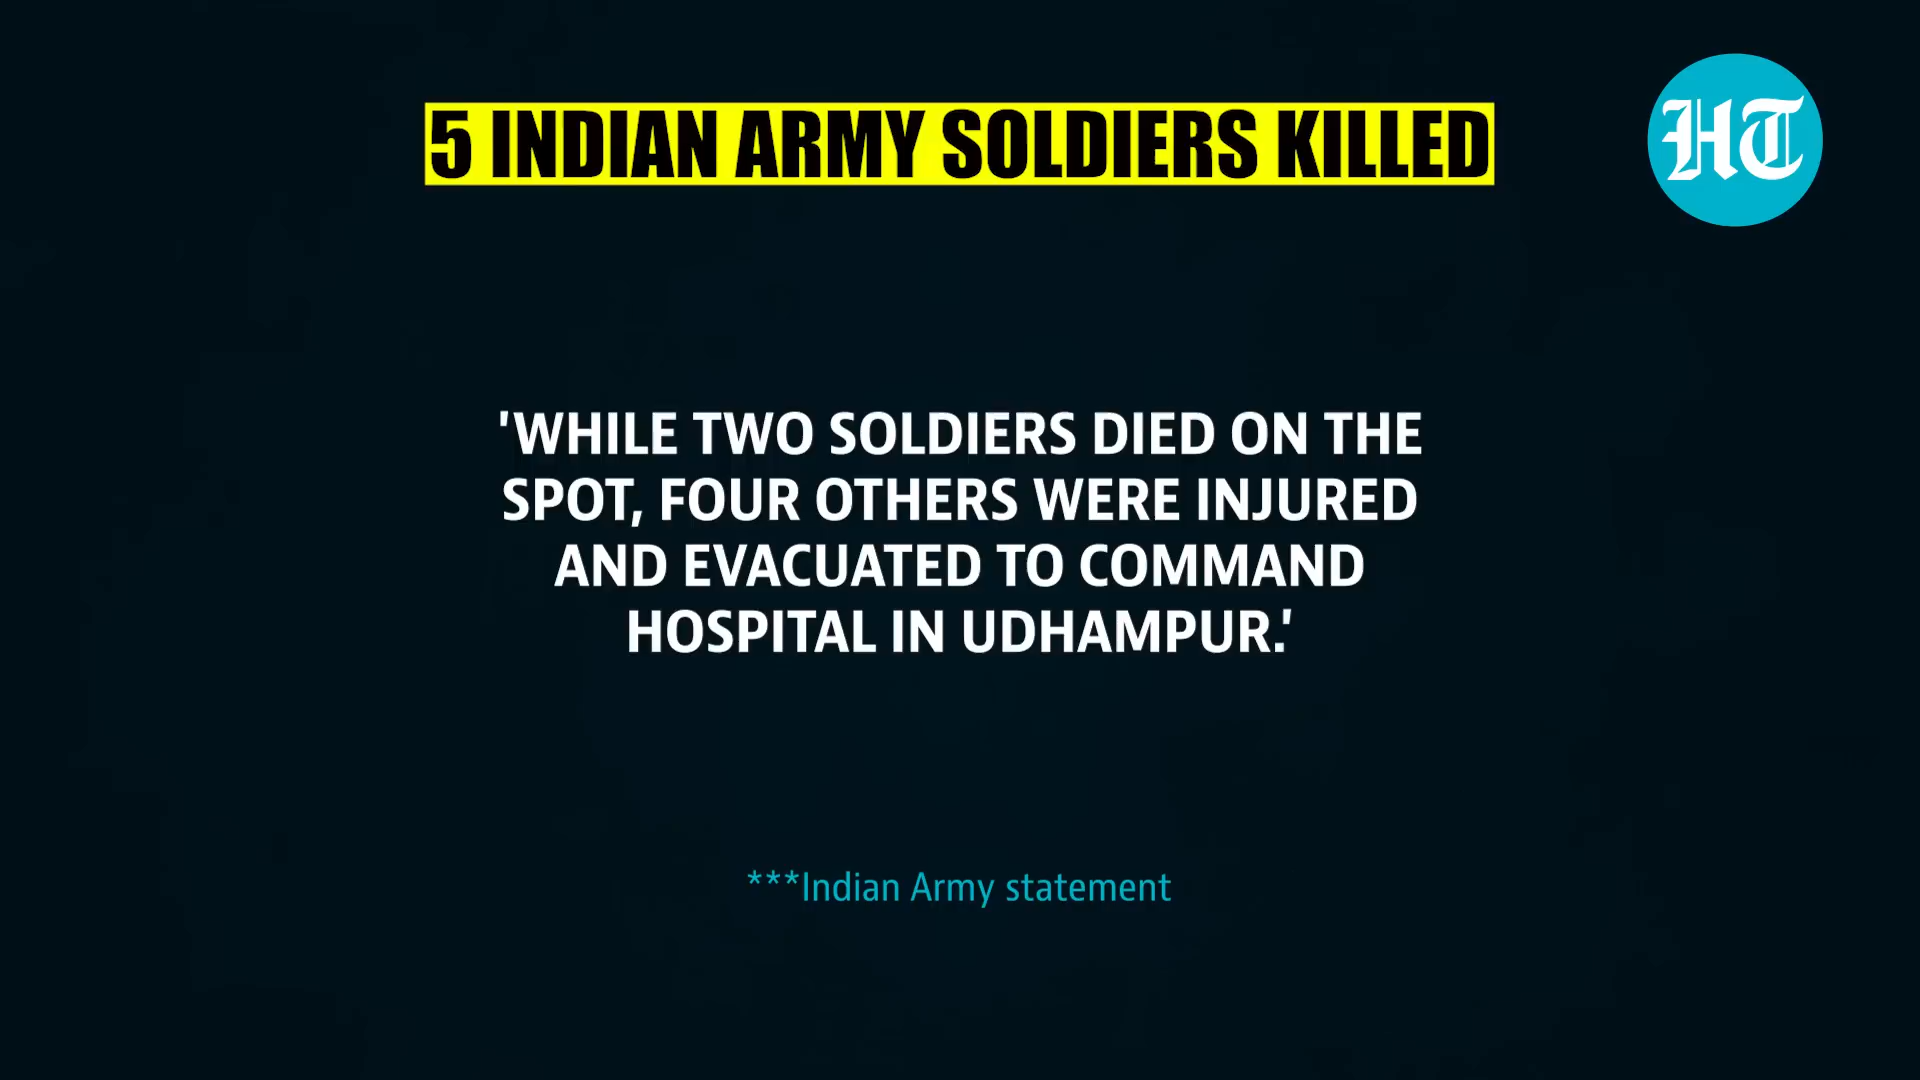 5 INDIAN ARMY SOLDIERS KILLED
HT
'WHILE TWO SOLDIERS DIED ON THE
SPOT, FOUR OTHERS WERE INJURED
AND EVACUATED TO COMMAND
HOSPITAL IN UDHAMPUR.'
***Indian Army statement